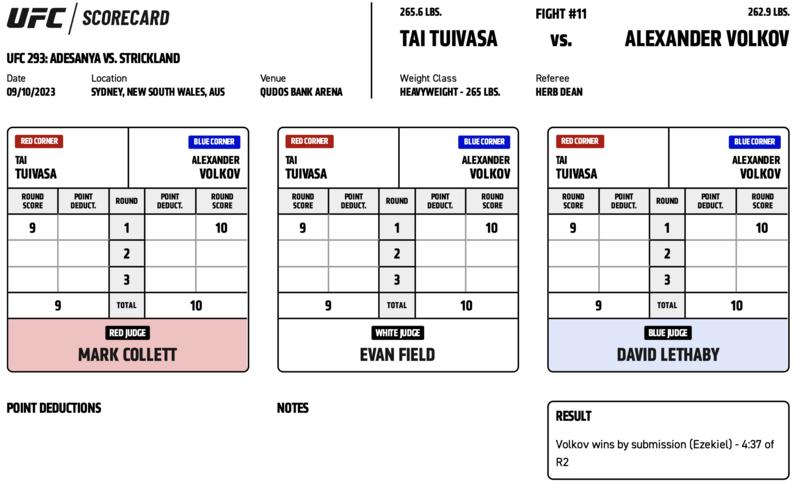 UFC / SCORECARD
UFC 293: ADESANYA VS. STRICKLAND
Date Location Venue
09/10/2023 SYDNEY, NEW SOUTH WALES, AUS QUDOS BANK ARENA
265.6 LBS. FIGHT #11 262.9 LBS.
TAI TUIVASA VS. ALEXANDER VOLKOV
Weight Class Referee
HEAVYWEIGHT - 265 LBS. HERB DEAN
RED CORNER BLUE CORNER
TAI ALEXANDER
TUIVASA VOLKOV
ROUND SCORE POINT DEDUCT. ROUND POINT DEDUCT. ROUND SCORE
9 1 10
2
3
9 TOTAL 10
RED JUDGE
MARK COLLETT
RED CORNER BLUE CORNER
TAI ALEXANDER
TUIVASA VOLKOV
ROUND SCORE POINT DEDUCT. ROUND POINT DEDUCT. ROUND SCORE
9 1 10
2
3
9 TOTAL 10
WHITE JUDGE
EVAN FIELD
RED CORNER BLUE CORNER
TAI ALEXANDER
TUIVASA VOLKOV
ROUND SCORE POINT DEDUCT. ROUND POINT DEDUCT. ROUND SCORE
9 1 10
2
3
9 TOTAL 10
BLUE JUDGE
DAVID LETHABY
POINT DEDUCTIONS
NOTES
RESULT
Volkov wins by submission (Ezekiel) - 4:37 of
R2